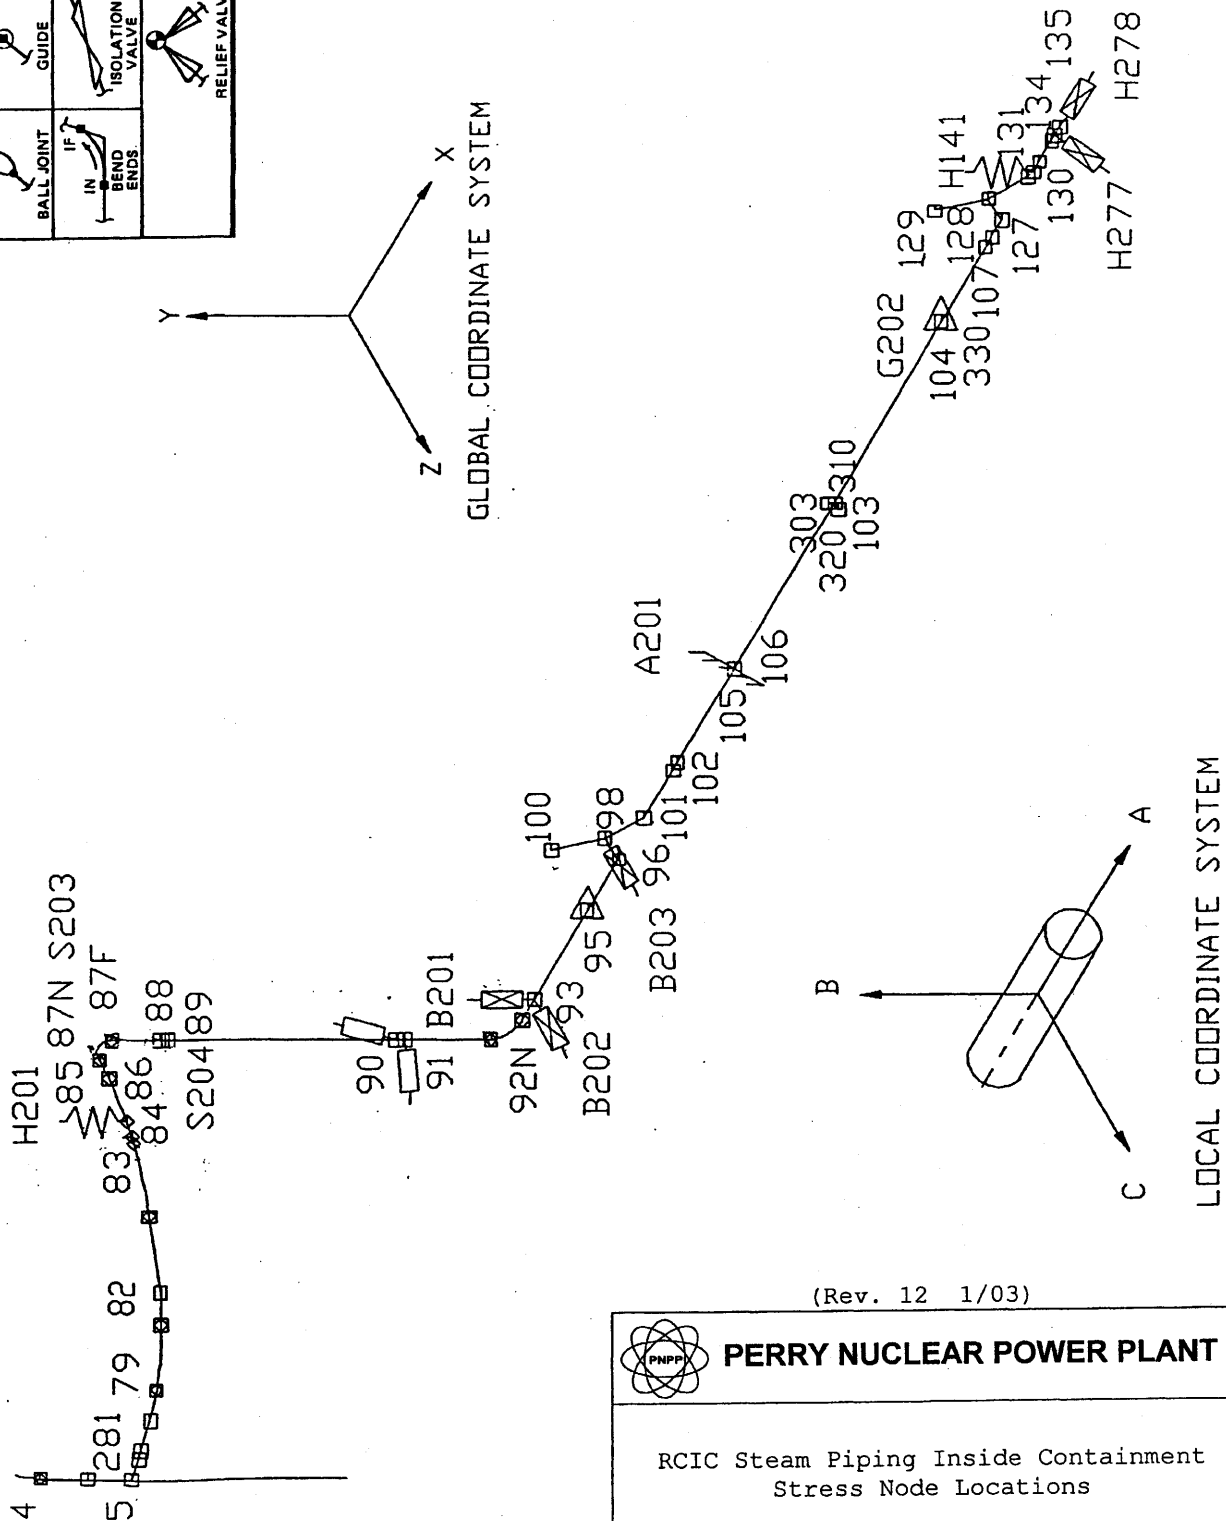 GUIDE
ISOLATION
VALVE
BALL JOINT
IF
IN
BEND
ENDS
RELIEF VALV
Y
X
Z
GLOBAL COORDINATE SYSTEM
129
H141
128
131
134
135
H278
127
130
H277
107
G202
104
330
303
310
320
103
A201
106
105
102
101
100
98
96
B203
95
93
B202
92N
B201
91
90
S204
89
88
87F
87N
S203
H201
85
86
84
83
82
79
281
4
5
B
A
C
LOCAL COORDINATE SYSTEM
(Rev. 12 1/03)
PNPP
PERRY NUCLEAR POWER PLANT
RCIC Steam Piping Inside Containment
Stress Node Locations